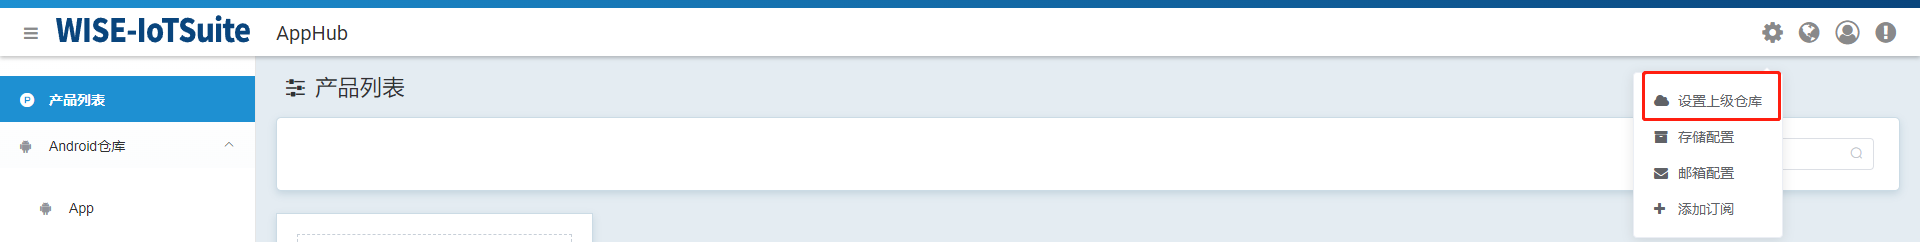 WISE-IoTSuite AppHub
产品列表
Android仓库
App
产品列表
设置上级仓库
存储配置
邮箱配置
添加订阅